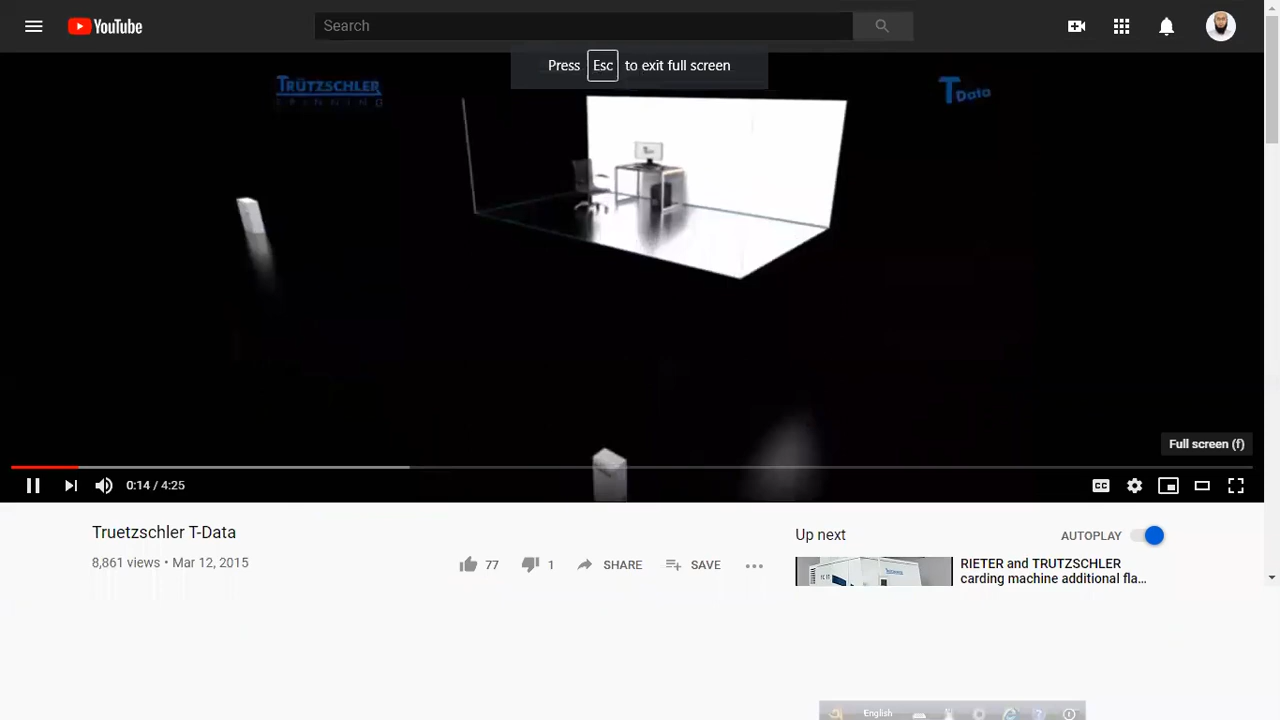 YouTube
Search
Press Esc to exit full screen
TRÜTZSCHLER
SPINNING
T Data
Full screen (f)
0:14 / 4:25
CC
Truetzschler T-Data
8,861 views • Mar 12, 2015
77
1
SHARE
SAVE
Up next
AUTOPLAY
RIETER and TRUTZSCHLER
carding machine additional fla...
English